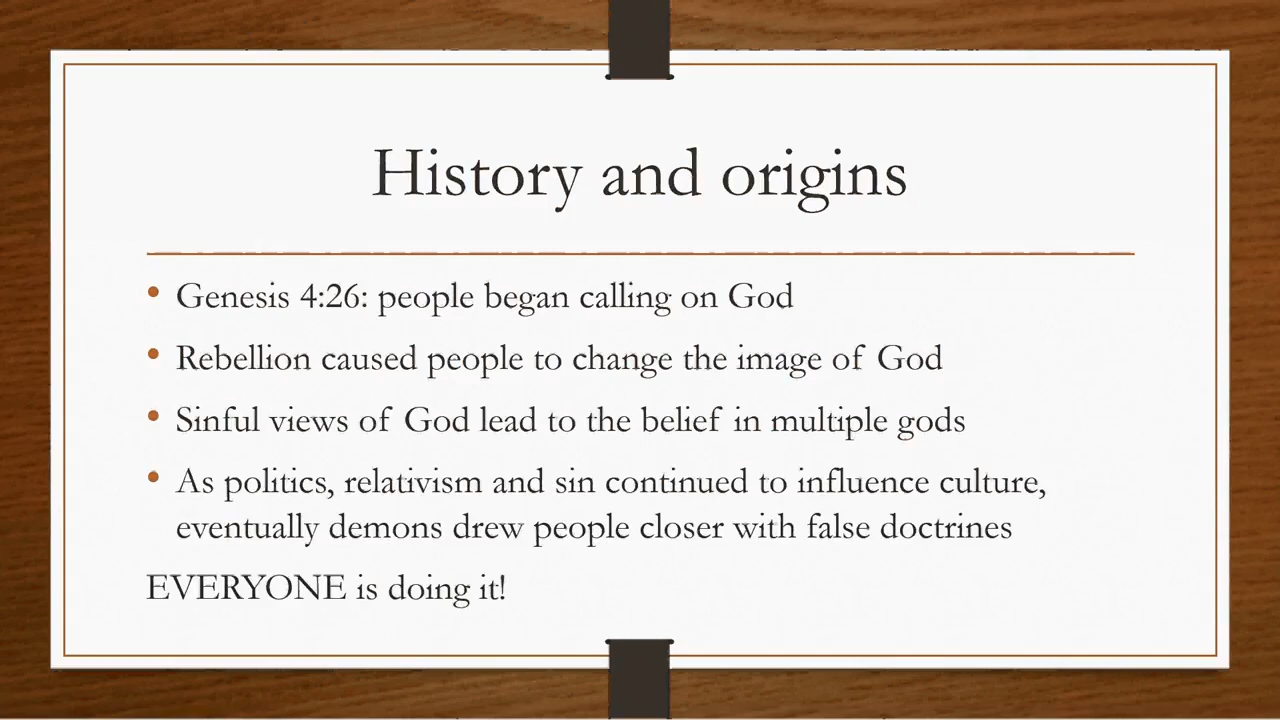 History and origins
• Genesis 4:26: people began calling on God
• Rebellion caused people to change the image of God
• Sinful views of God lead to the belief in multiple gods
• As politics, relativism and sin continued to influence culture,
eventually demons drew people closer with false doctrines
EVERYONE is doing it!